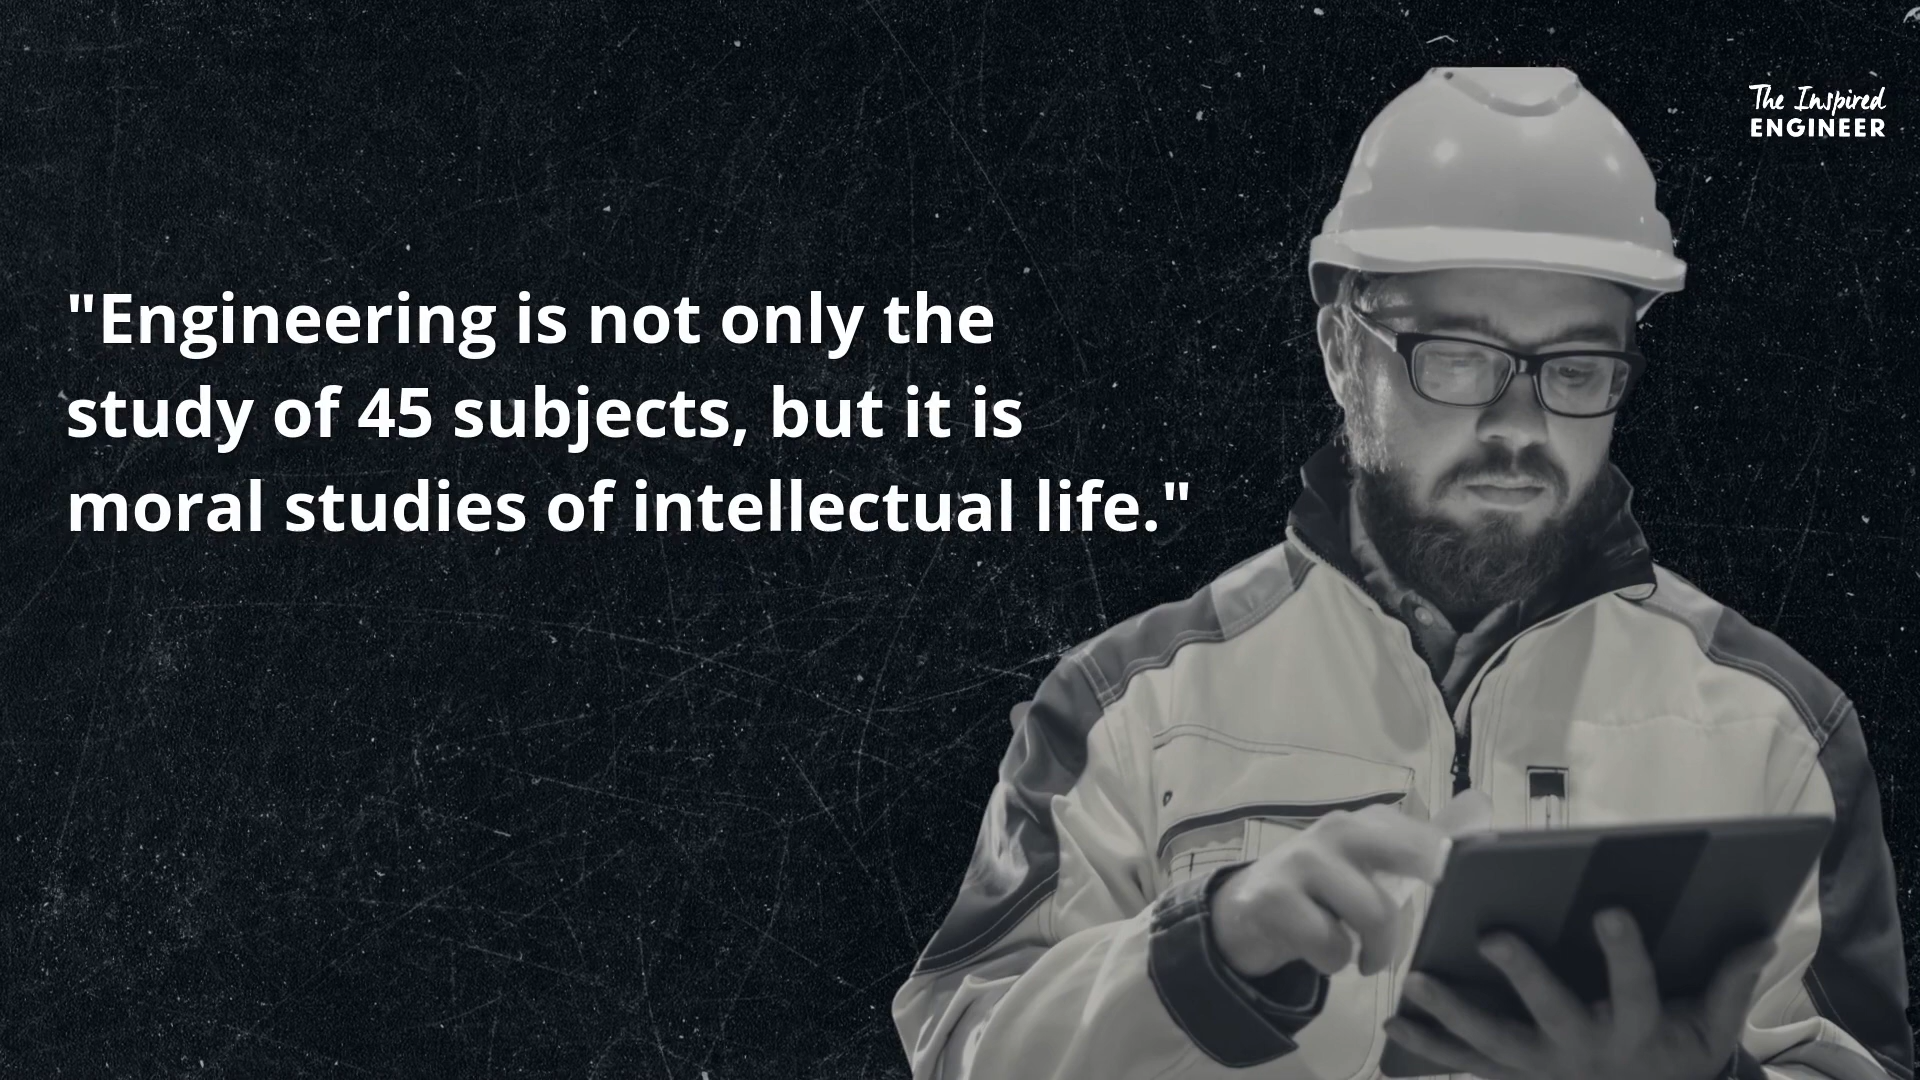 The Inspired
ENGINEER
"Engineering is not only the
study of 45 subjects, but it is
moral studies of intellectual life."